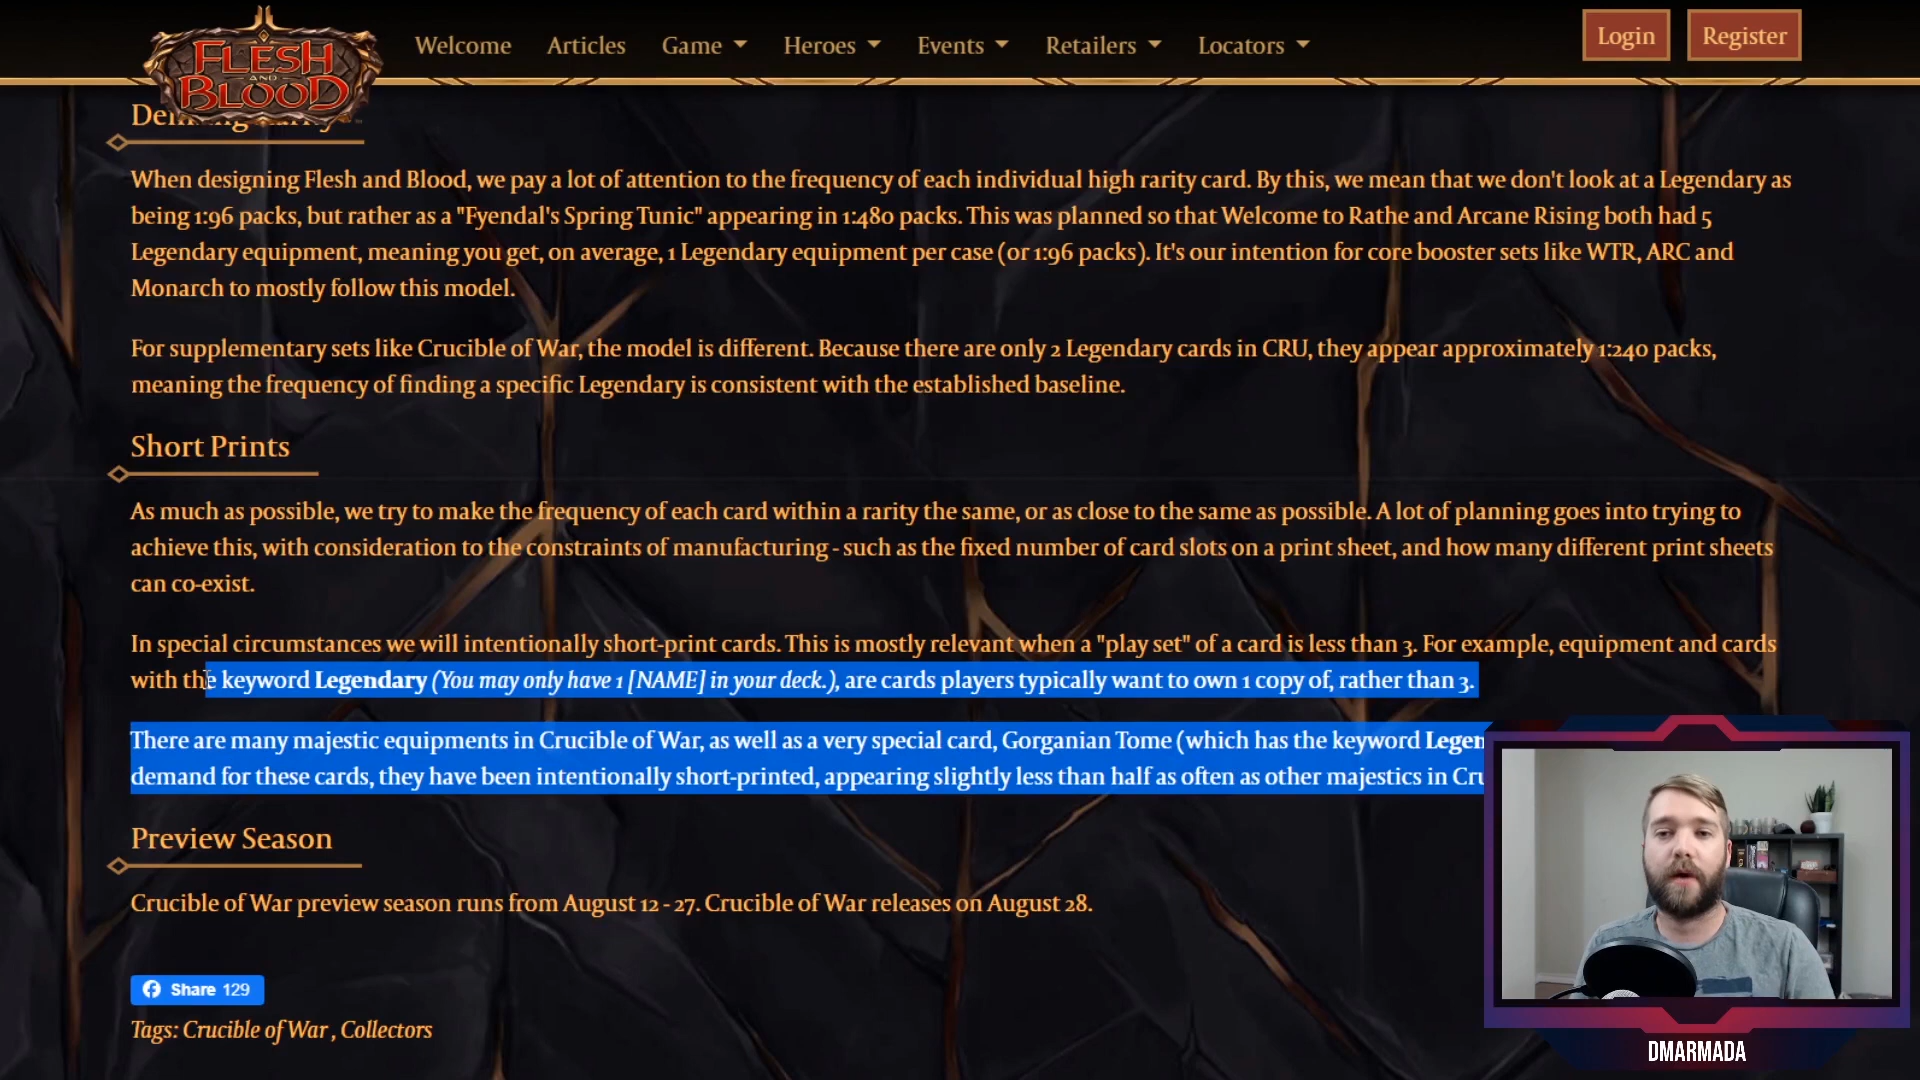 FLESH AND BLOOD
Welcome Articles Game Heroes Events Retailers Locators Login Register
When designing Flesh and Blood, we pay a lot of attention to the frequency of each individual high rarity card. By this, we mean that we don't look at a Legendary as
being 1:96 packs, but rather as a "Fyendal's Spring Tunic" appearing in 1:480 packs. This was planned so that Welcome to Rathe and Arcane Rising both had 5
Legendary equipment, meaning you get, on average, 1 Legendary equipment per case (or 1:96 packs). It's our intention for core booster sets like WTR, ARC and
Monarch to mostly follow this model.
For supplementary sets like Crucible of War, the model is different. Because there are only 2 Legendary cards in CRU, they appear approximately 1:240 packs,
meaning the frequency of finding a specific Legendary is consistent with the established baseline.
Short Prints
As much as possible, we try to make the frequency of each card within a rarity the same, or as close to the same as possible. A lot of planning goes into trying to
achieve this, with consideration to the constraints of manufacturing - such as the fixed number of card slots on a print sheet, and how many different print sheets
can co-exist.
In special circumstances we will intentionally short-print cards. This is mostly relevant when a "play set" of a card is less than 3. For example, equipment and cards
with the keyword Legendary (You may only have 1 [NAME] in your deck.), are cards players typically want to own 1 copy of, rather than 3.
There are many majestic equipments in Crucible of War, as well as a very special card, Gorganian Tome (which has the keyword Legen
demand for these cards, they have been intentionally short-printed, appearing slightly less than half as often as other majestics in Cru
Preview Season
Crucible of War preview season runs from August 12 - 27. Crucible of War releases on August 28.
Share 129
Tags: Crucible of War , Collectors
DMARMADA